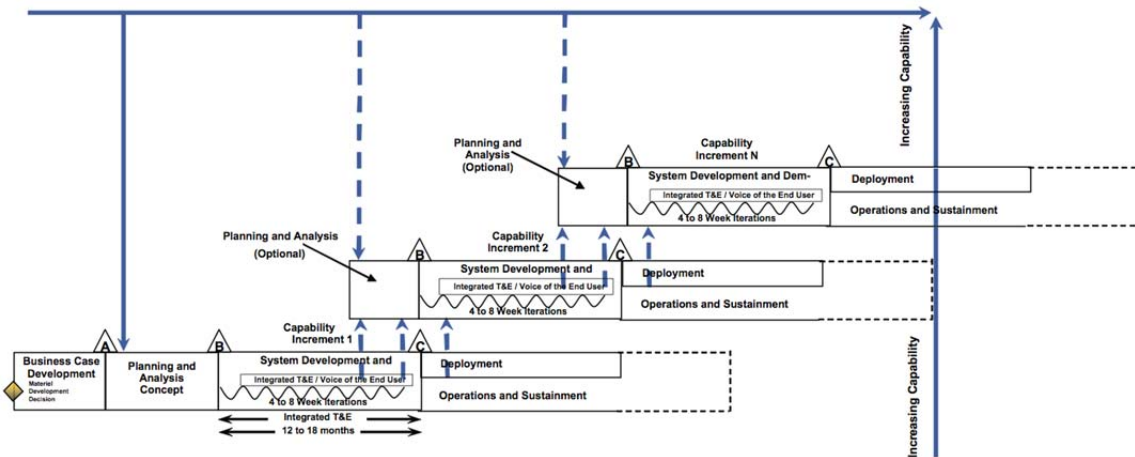 Increasing Capability
Planning and
Analysis
(Optional)
B
Capability
Increment N
C
System Development and Dem-
Integrated T&E / Voice of the End User
4 to 8 Week Iterations
Deployment
Operations and Sustainment
Planning and Analysis
(Optional)
B
Capability
Increment 2
C
System Development and
Integrated T&E / Voice of the End User
4 to 8 Week Iterations
Deployment
Operations and Sustainment
Increasing Capability
A
B
Capability
Increment 1
C
Business Case
Development
Materiel
Development
Decision
Planning and
Analysis
Concept
System Development and
Integrated T&E / Voice of the End User
4 to 8 Week Iterations
Deployment
Operations and Sustainment
Integrated T&E
12 to 18 months